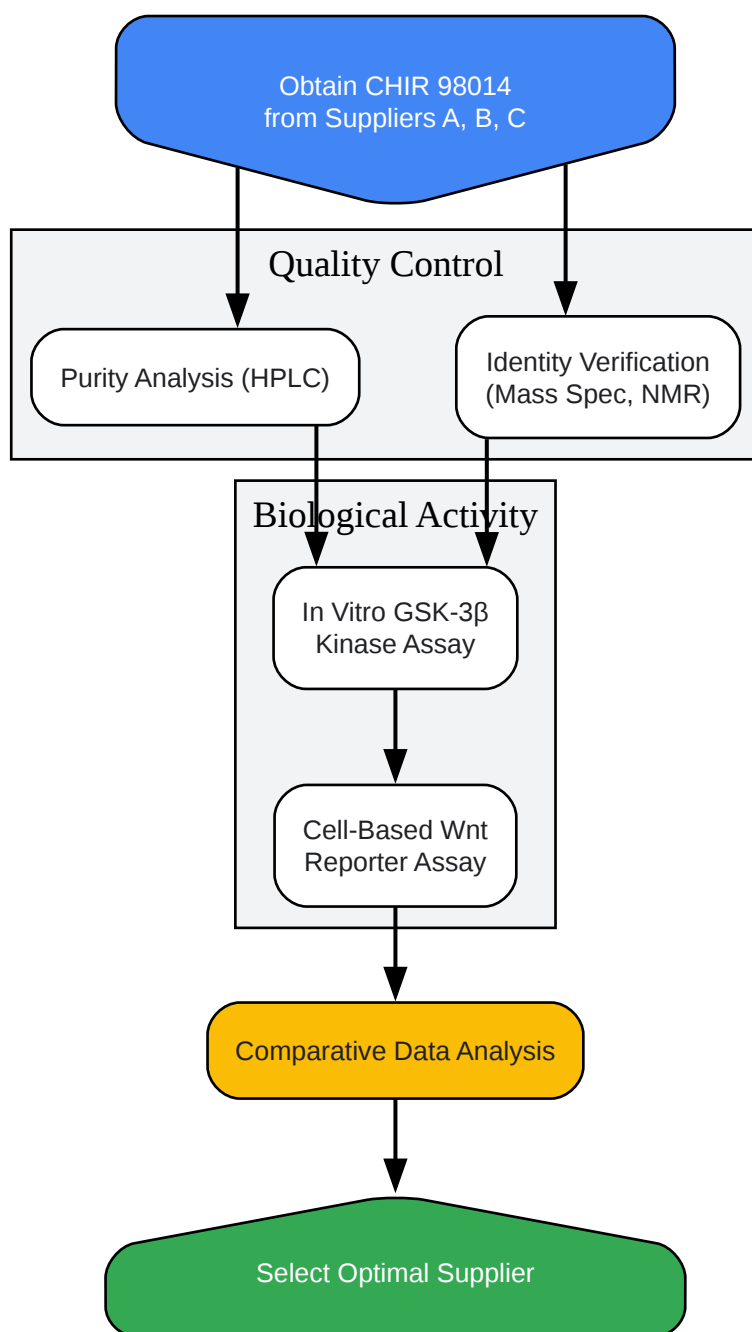 Obtain CHIR 98014
from Suppliers A, B, C
Quality Control
Purity Analysis (HPLC)
Identity Verification
(Mass Spec, NMR)
Biological Activity
In Vitro GSK-3β
Kinase Assay
Cell-Based Wnt
Reporter Assay
Comparative Data Analysis
Select Optimal Supplier